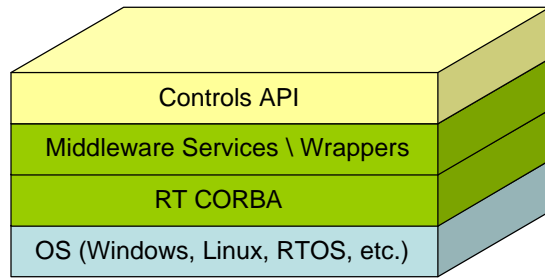 Controls API
Middleware Services \ Wrappers
RT CORBA
OS (Windows, Linux, RTOS, etc.)